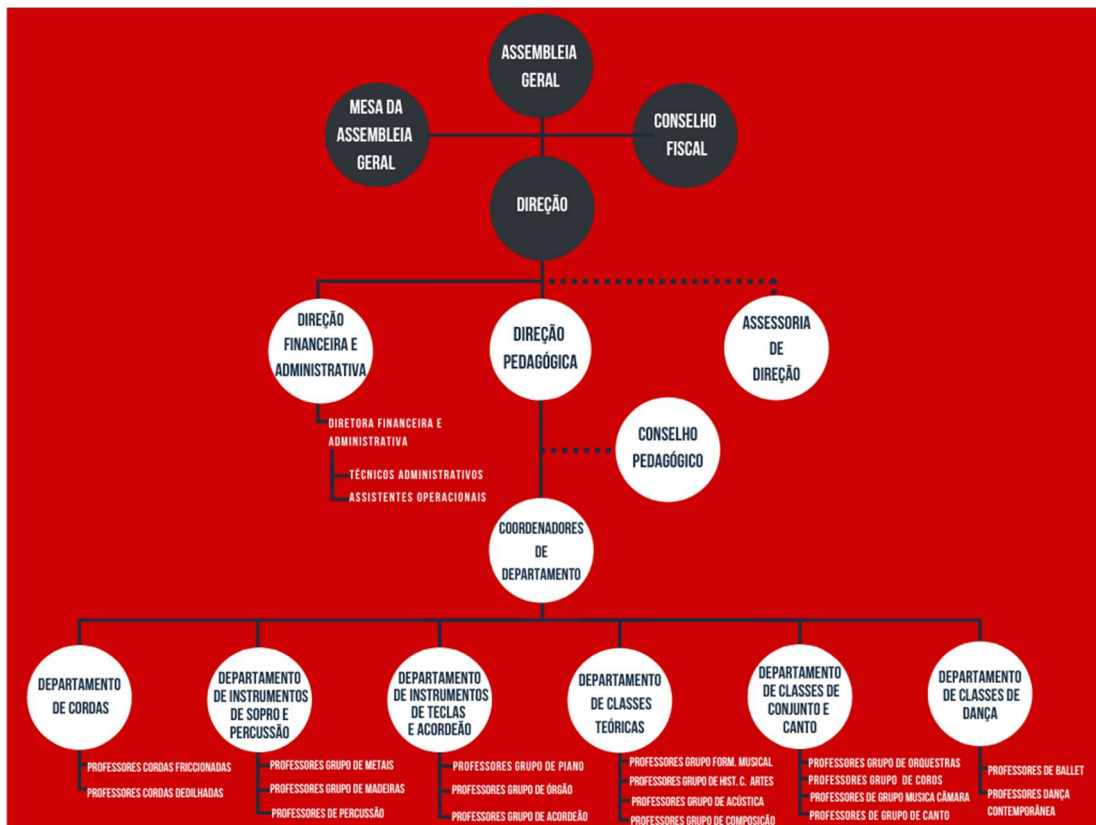 ASSEMBLEIA
GERAL
MESA DA
ASSEMBLEIA
GERAL
CONSELHO
FISCAL
DIREÇÃO
DIREÇÃO
FINANCEIRA E
ADMINISTRATIVA
DIREÇÃO
PEDAGÓGICA
ASSESSORIA
DE
DIREÇÃO
DIRETORA FINANCEIRA E
ADMINISTRATIVA
TÉCNICOS ADMINISTRATIVOS
ASSISTENTES OPERACIONAIS
CONSELHO
PEDAGÓGICO
COORDENADORES
DE
DEPARTAMENTO
DEPARTAMENTO
DE CORDAS
PROFESSORES CORDAS FRICCIONADAS
PROFESSORES CORDAS DEDILHADAS
DEPARTAMENTO
DE INSTRUMENTOS
DE SOPRO E
PERCUSSÃO
PROFESSORES GRUPO DE METAIS
PROFESSORES GRUPO DE MADEIRAS
PROFESSORES DE PERCUSSÃO
DEPARTAMENTO
DE INSTRUMENTOS
DE TECLAS
E ACORDEÃO
PROFESSORES GRUPO DE PIANO
PROFESSORES GRUPO DE ÓRGÃO
PROFESSORES GRUPO DE ACORDEÃO
DEPARTAMENTO
DE CLASSES
TEÓRICAS
PROFESSORES GRUPO FORM. MUSICAL
PROFESSORES GRUPO DE HIST. C. ARTES
PROFESSORES GRUPO DE ACÚSTICA
PROFESSORES GRUPO DE COMPOSIÇÃO
DEPARTAMENTO
DE CLASSES DE
CONJUNTO E
CANTO
PROFESSORES GRUPO DE ORQUESTRAS
PROFESSORES GRUPO DE COROS
PROFESSORES DE GRUPO MUSICA CÂMARA
PROFESSORES DE GRUPO DE CANTO
DEPARTAMENTO
DE CLASSES DE
DANÇA
PROFESSORES DE BALLET
PROFESSORES DANÇA
CONTEMPORÂNEA